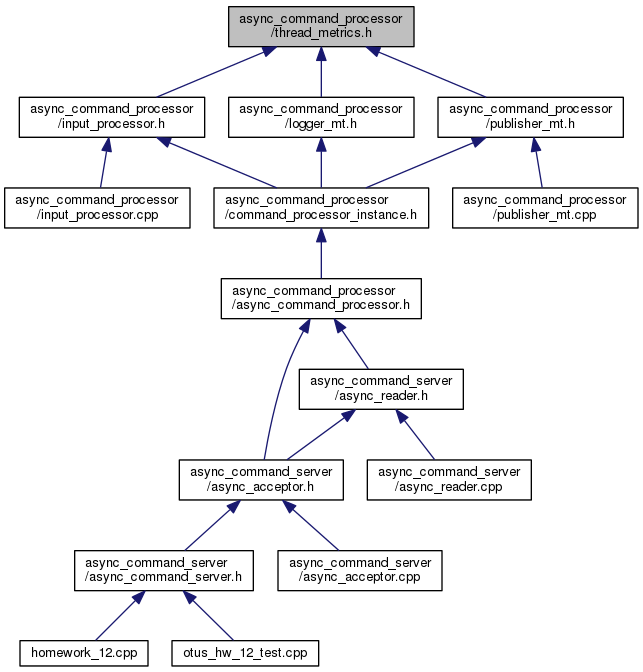 async_command_processor
/thread_metrics.h
async_command_processor
/input_processor.h
async_command_processor
/logger_mt.h
async_command_processor
/publisher_mt.h
async_command_processor
/input_processor.cpp
async_command_processor
/command_processor_instance.h
async_command_processor
/publisher_mt.cpp
async_command_processor
/async_command_processor.h
async_command_server
/async_reader.h
async_command_server
/async_acceptor.h
async_command_server
/async_reader.cpp
async_command_server
/async_command_server.h
async_command_server
/async_acceptor.cpp
homework_12.cpp
otus_hw_12_test.cpp